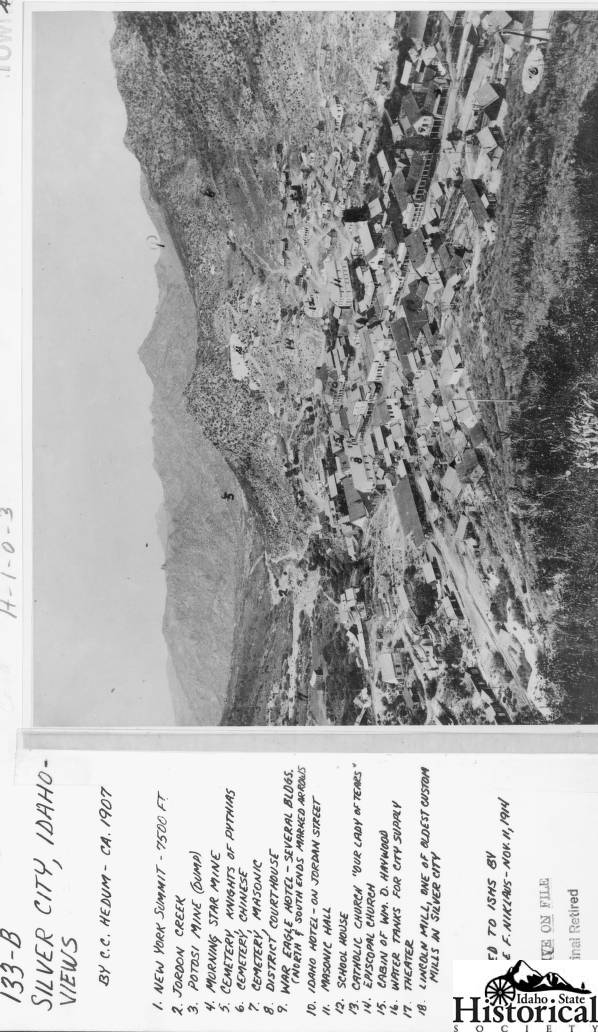 133-B
SILVER CITY, IDAHO-
VIEWS
BY C.C. HEDUM - CA. 1907
1. NEW YORK SUMMIT - 7500 FT.
2. JORDON CREEK
3. POTOSI MINE (DUMP)
4. MORNING STAR MINE
5. CEMETERY KNIGHTS OF PYTHIAS
6. CEMETERY CHINESE
7. CEMETERY MASONIC
8. DISTRICT COURTHOUSE
9. WAR EAGLE HOTEL - SEVERAL BLDGS.
(NORTH & SOUTH ENDS MARKED ARROWS
10. IDAHO HOTEL - ON JORDAN STREET
11. MASONIC HALL
12. SCHOOL HOUSE
13. CATHOLIC CHURCH "OUR LADY OF TEARS"
14. EPISCOPAL CHURCH
15. CABIN OF WM. D. HAYWOOD
16. WATER TANKS FOR CITY SUPPLY
17. THEATER
18. LINCOLN MILL, ONE OF OLDEST CUSTOM
MILLS IN SILVER CITY
ED TO ISHS BY
E F. NIKLAUS - NOV. 11, 1914
VE ON FILE
inal Retired
H-1-0-3
Idaho State
Historical
SOCIETY